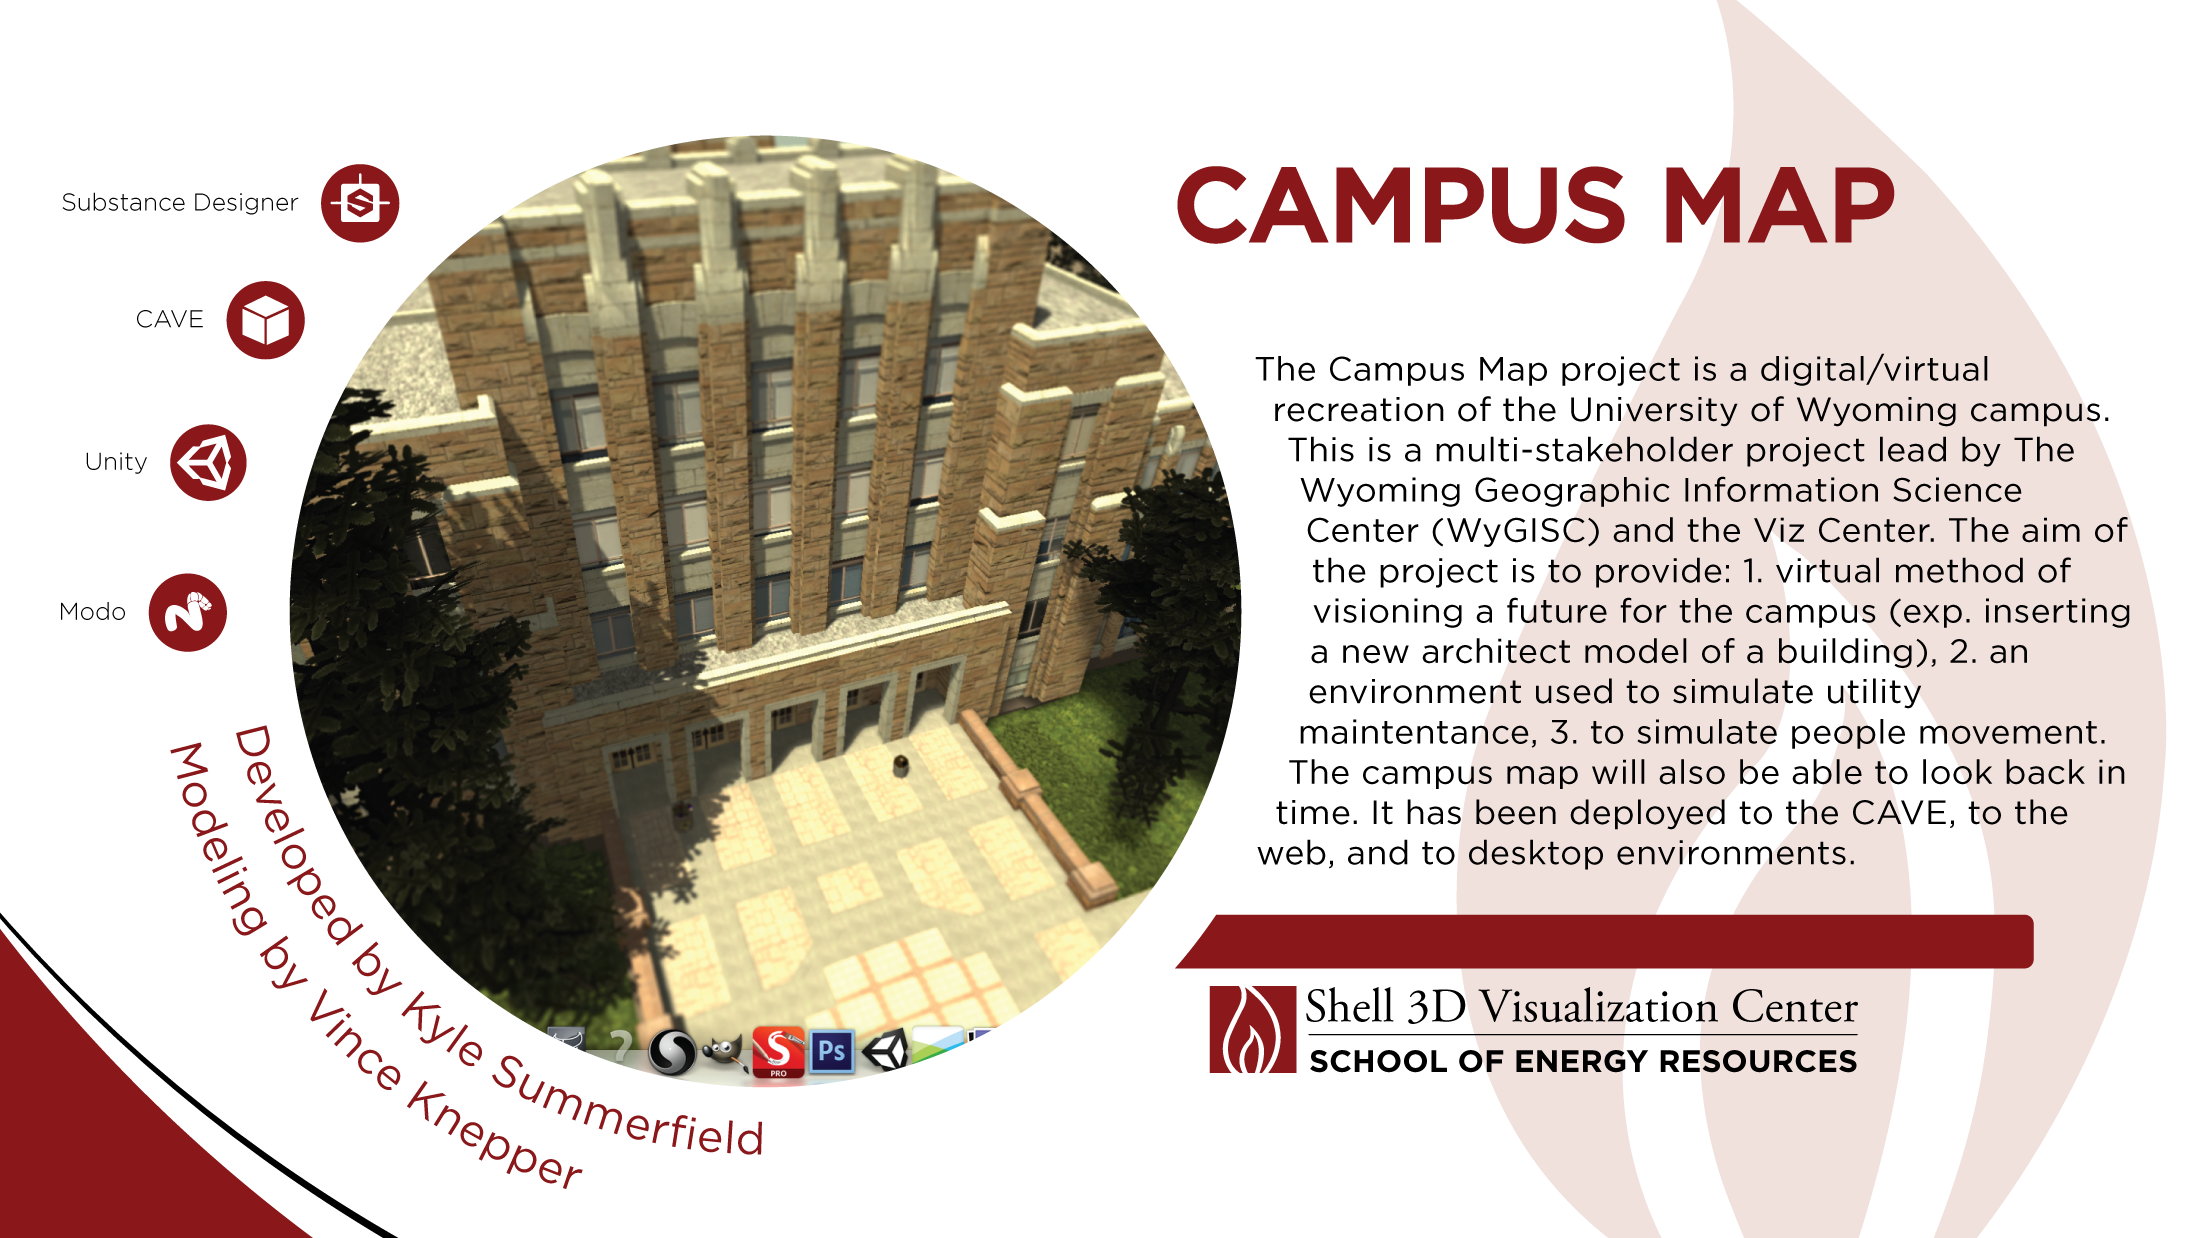 CAMPUS MAP
Substance Designer
CAVE
Unity
Modo
Developed by Kyle Summerfield
Modeling by Vince Knepper
The Campus Map project is a digital/virtual
recreation of the University of Wyoming campus.
This is a multi-stakeholder project lead by The
Wyoming Geographic Information Science
Center (WyGISC) and the Viz Center. The aim of
the project is to provide: 1. virtual method of
visioning a future for the campus (exp. inserting
a new architect model of a building), 2. an
environment used to simulate utility
maintentance, 3. to simulate people movement.
The campus map will also be able to look back in
time. It has been deployed to the CAVE, to the
web, and to desktop environments.
?
S
PRO
Ps
Shell 3D Visualization Center
SCHOOL OF ENERGY RESOURCES